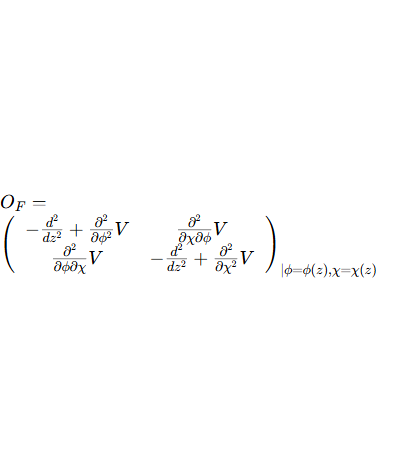 O_F =
\left( \begin{array}{cc} -\frac{d^2}{dz^2} + \frac{\partial^2}{\partial\phi^2}V & \frac{\partial^2}{\partial\chi\partial\phi}V \\ \frac{\partial^2}{\partial\phi\partial\chi}V & -\frac{d^2}{dz^2} + \frac{\partial^2}{\partial\chi^2}V \end{array} \right)_{|\phi=\phi(z),\chi=\chi(z)}